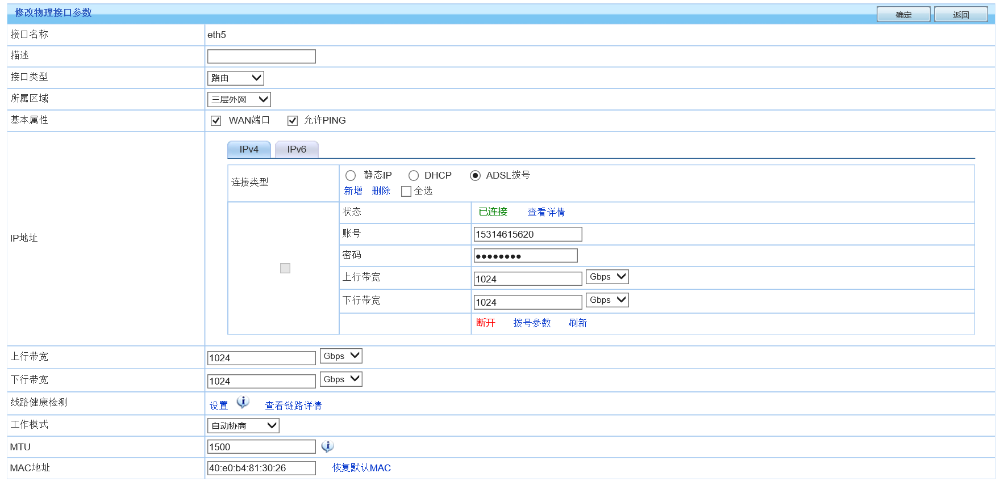 修改物理接口参数 确定 返回
接口名称 eth5
描述
接口类型 路由
所属区域 三层外网
基本属性 WAN端口 允许PING
IPv4 IPv6
IP地址
连接类型 静态IP DHCP ADSL拨号
新增 删除 全选
状态 已连接 查看详情
账号 15314615620
密码 ●●●●●●●●
上行带宽 1024 Gbps
下行带宽 1024 Gbps
断开 拨号参数 刷新
上行带宽 1024 Gbps
下行带宽 1024 Gbps
线路健康检测 设置 查看链路详情
工作模式 自动协商
MTU 1500
MAC地址 40:e0:b4:81:30:26 恢复默认MAC